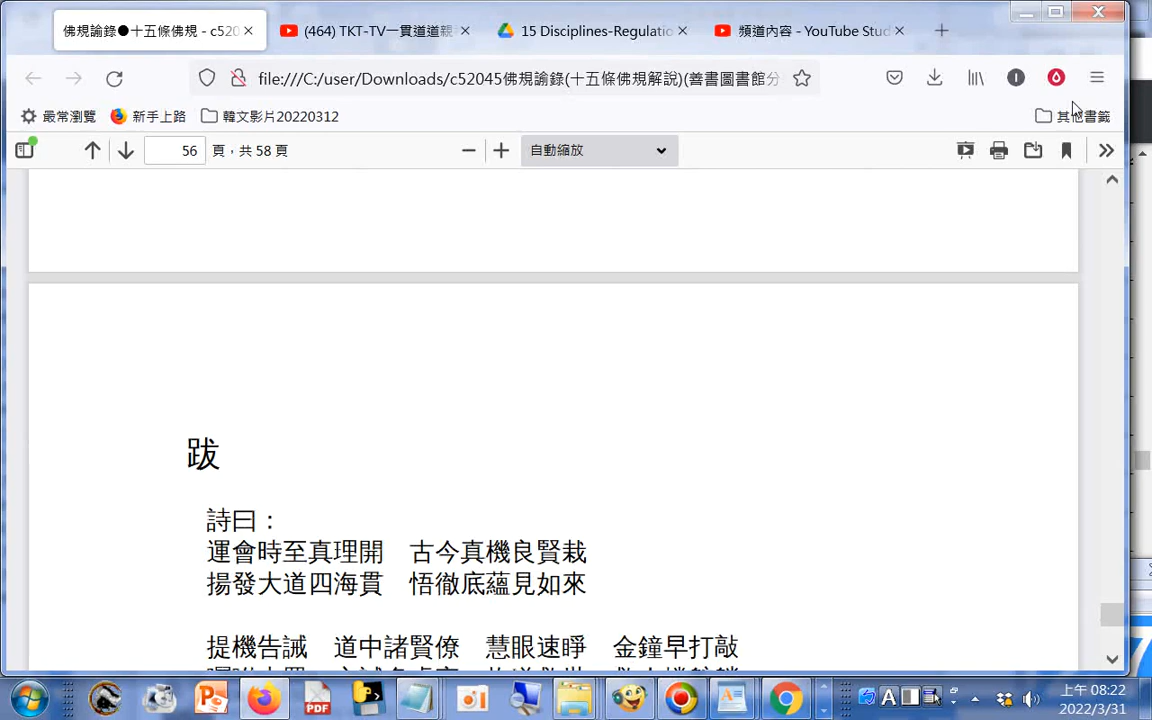 佛規諭錄●十五條佛規 - c520
(464) TKT-TV一貫道道親
15 Disciplines-Regulatio
頻道內容 - YouTube Stud
file:///C:/user/Downloads/c52045佛規諭錄(十五條佛規解說)(善書圖書館分
最常瀏覽
新手上路
韓文影片20220312
其他書籤
56 頁，共 58 頁
自動縮放
跋
詩曰：
運會時至真理開　古今真機良賢栽
揚發大道四海貫　悟徹底蘊見如來
提機告誡　道中諸賢僚　慧眼速睜　金鐘早打敲
上午 08:22
2022/3/31